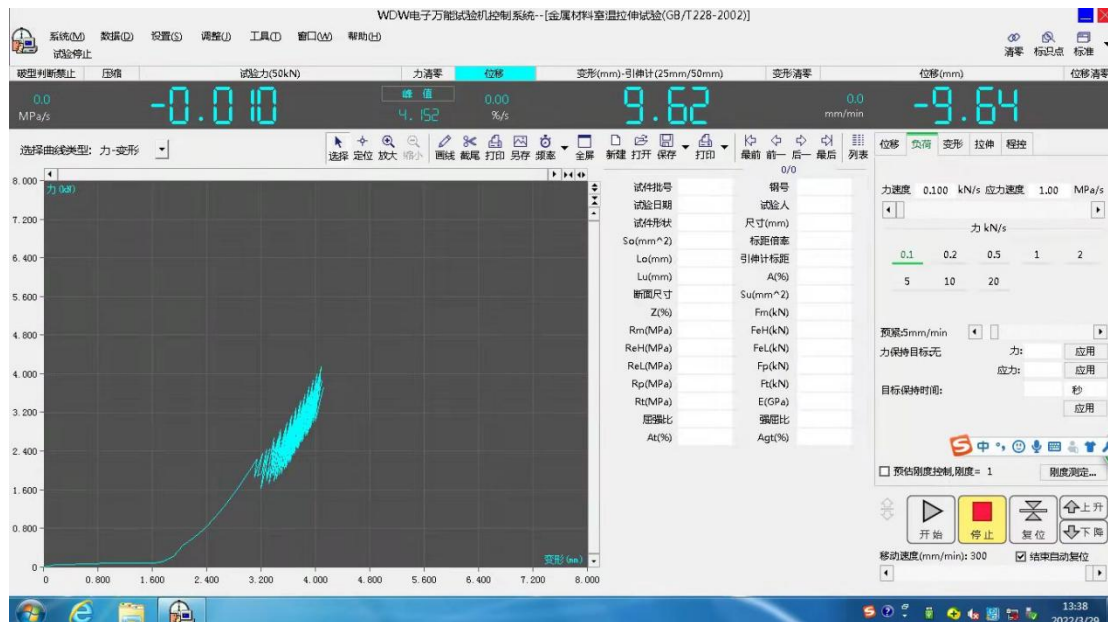 WDW电子万能试验机控制系统--[金属材料室温拉伸试验(GB/T228-2002)]
系统(M) 数据(D) 设置(S) 调整(J) 工具(T) 窗口(W) 帮助(H)
试验停止
清零 标识点 标准
破型判断禁止 压缩 试验力(50kN) 力清零 位移 变形(mm)-引伸计(25mm/50mm) 变形清零 位移(mm) 位移清零
0.0 MPa/s
-0.010
峰值 4.152
0.00 %/s
9.62
0.0 mm/min
-9.64
选择曲线类型: 力-变形
选择 定位 放大 缩小 画线 截尾 打印 另存 频率 全屏 新建 打开 保存 打印 最前 前一 后一 最后 列表
0/0
力(kN)
8.000
7.200
6.400
5.600
4.800
4.000
3.200
2.400
1.600
0.800
0
变形(mm)
0 0.800 1.600 2.400 3.200 4.000 4.800 5.600 6.400 7.200 8.000
试件批号 钢号
试验日期 试验人
试件形状 尺寸(mm)
So(mm^2) 标距倍率
Lo(mm) 引伸计标距
Lu(mm) A(%)
断面尺寸 Su(mm^2)
Z(%) Fm(kN)
Rm(MPa) FeH(kN)
ReH(MPa) FeL(kN)
ReL(MPa) Fp(kN)
Rp(MPa) Ft(kN)
Rt(MPa) E(GPa)
屈强比 强屈比
At(%) Agt(%)
位移 负荷 变形 拉伸 程控
力速度 0.100 kN/s 应力速度 1.00 MPa/s
力 kN/s
0.1 0.2 0.5 1 2
5 10 20
预紧:5mm/min
力保持目标:无 力: 应用
应力: 应用
目标保持时间: 秒
应用
中
预估刚度控制,刚度= 1 刚度测定...
开始 停止 复位 上升
下降
移动速度(mm/min): 300 结束自动复位
13:38
2022/3/29